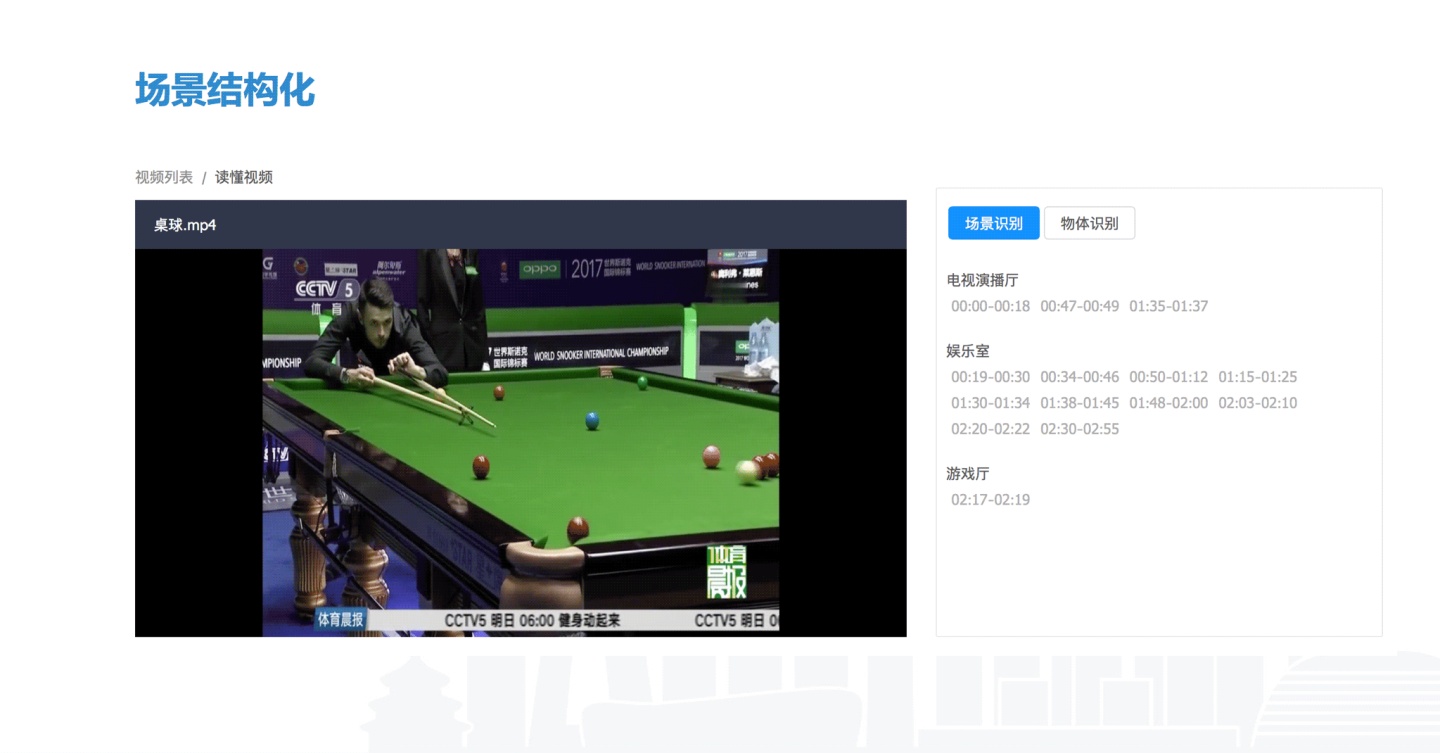 场景结构化
视频列表 / 读懂视频
桌球.mp4
场景识别 物体识别
电视演播厅
00:00-00:18 00:47-00:49 01:35-01:37
娱乐室
00:19-00:30 00:34-00:46 00:50-01:12 01:15-01:25
01:30-01:34 01:38-01:45 01:48-02:00 02:03-02:10
02:20-02:22 02:30-02:55
游戏厅
02:17-02:19
oppo 2017 世界斯诺克 WORLD SNOOKER INTERNATION
国际锦标赛
CCTV 5
体育
MPIONSHIP
世界斯诺克 WORLD SNOOKER INTERNATIONAL CHAMPIONSHIP
国际锦标赛
体育
晨报
体育晨报 CCTV5 明日 06:00 健身动起来 CCTV5 明日